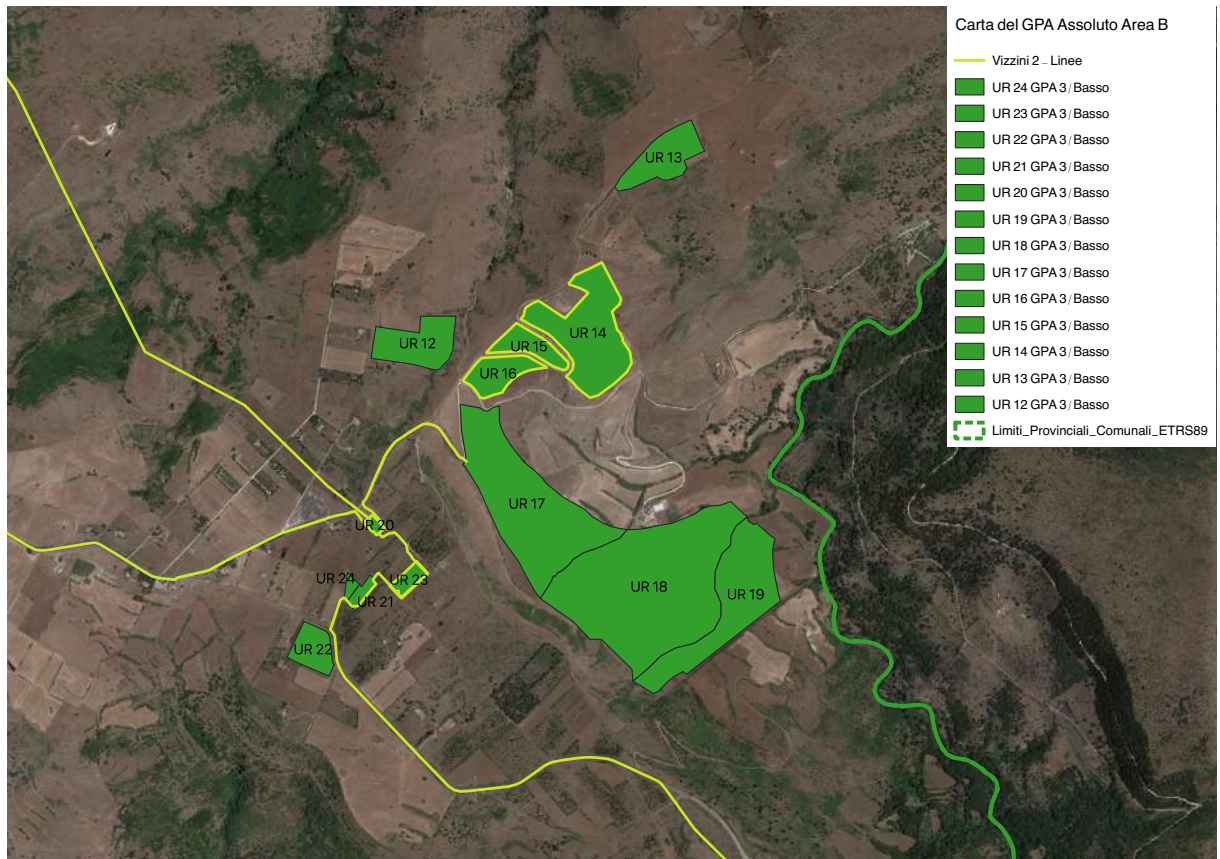 Carta del GPA Assoluto Area B
Vizzini 2 – Linee
UR 24 GPA 3 / Basso
UR 23 GPA 3 / Basso
UR 22 GPA 3 / Basso
UR 21 GPA 3 / Basso
UR 20 GPA 3 / Basso
UR 19 GPA 3 / Basso
UR 18 GPA 3 / Basso
UR 17 GPA 3 / Basso
UR 16 GPA 3 / Basso
UR 15 GPA 3 / Basso
UR 14 GPA 3 / Basso
UR 13 GPA 3 / Basso
UR 12 GPA 3 / Basso
Limiti_Provinciali_Comunali_ETRS89
UR 13
UR 14
UR 12
UR 15
UR 16
UR 17
UR 20
UR 24
UR 23
UR 18
UR 19
UR 21
UR 22